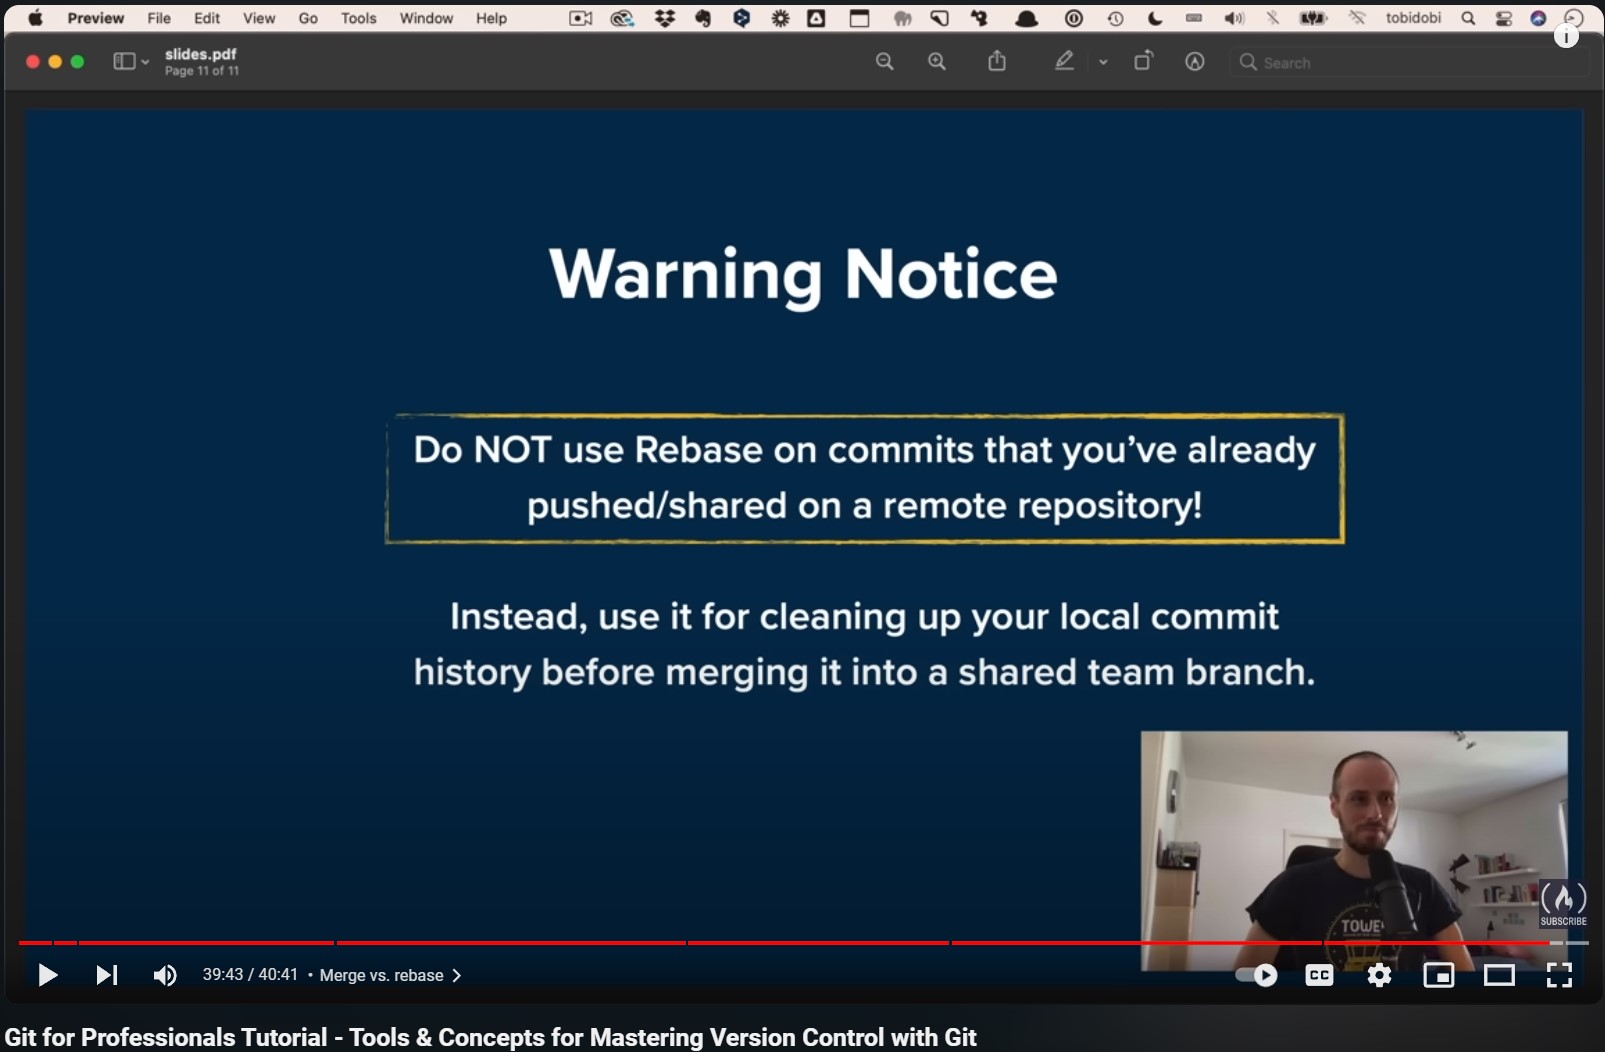 Preview File Edit View Go Tools Window Help tobidobi
slides.pdf
Page 11 of 11
Search
Warning Notice
Do NOT use Rebase on commits that you’ve already
pushed/shared on a remote repository!
Instead, use it for cleaning up your local commit
history before merging it into a shared team branch.
TOWE
SUBSCRIBE
39:43 / 40:41 • Merge vs. rebase
CC
Git for Professionals Tutorial - Tools & Concepts for Mastering Version Control with Git